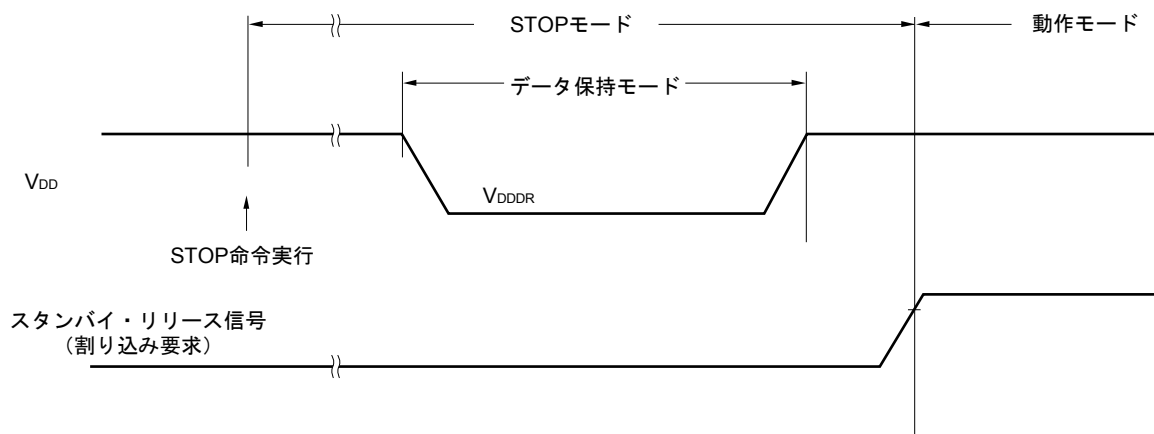 STOPモード
動作モード
データ保持モード
VDD
VDDDR
STOP命令実行
スタンバイ・リリース信号
（割り込み要求）